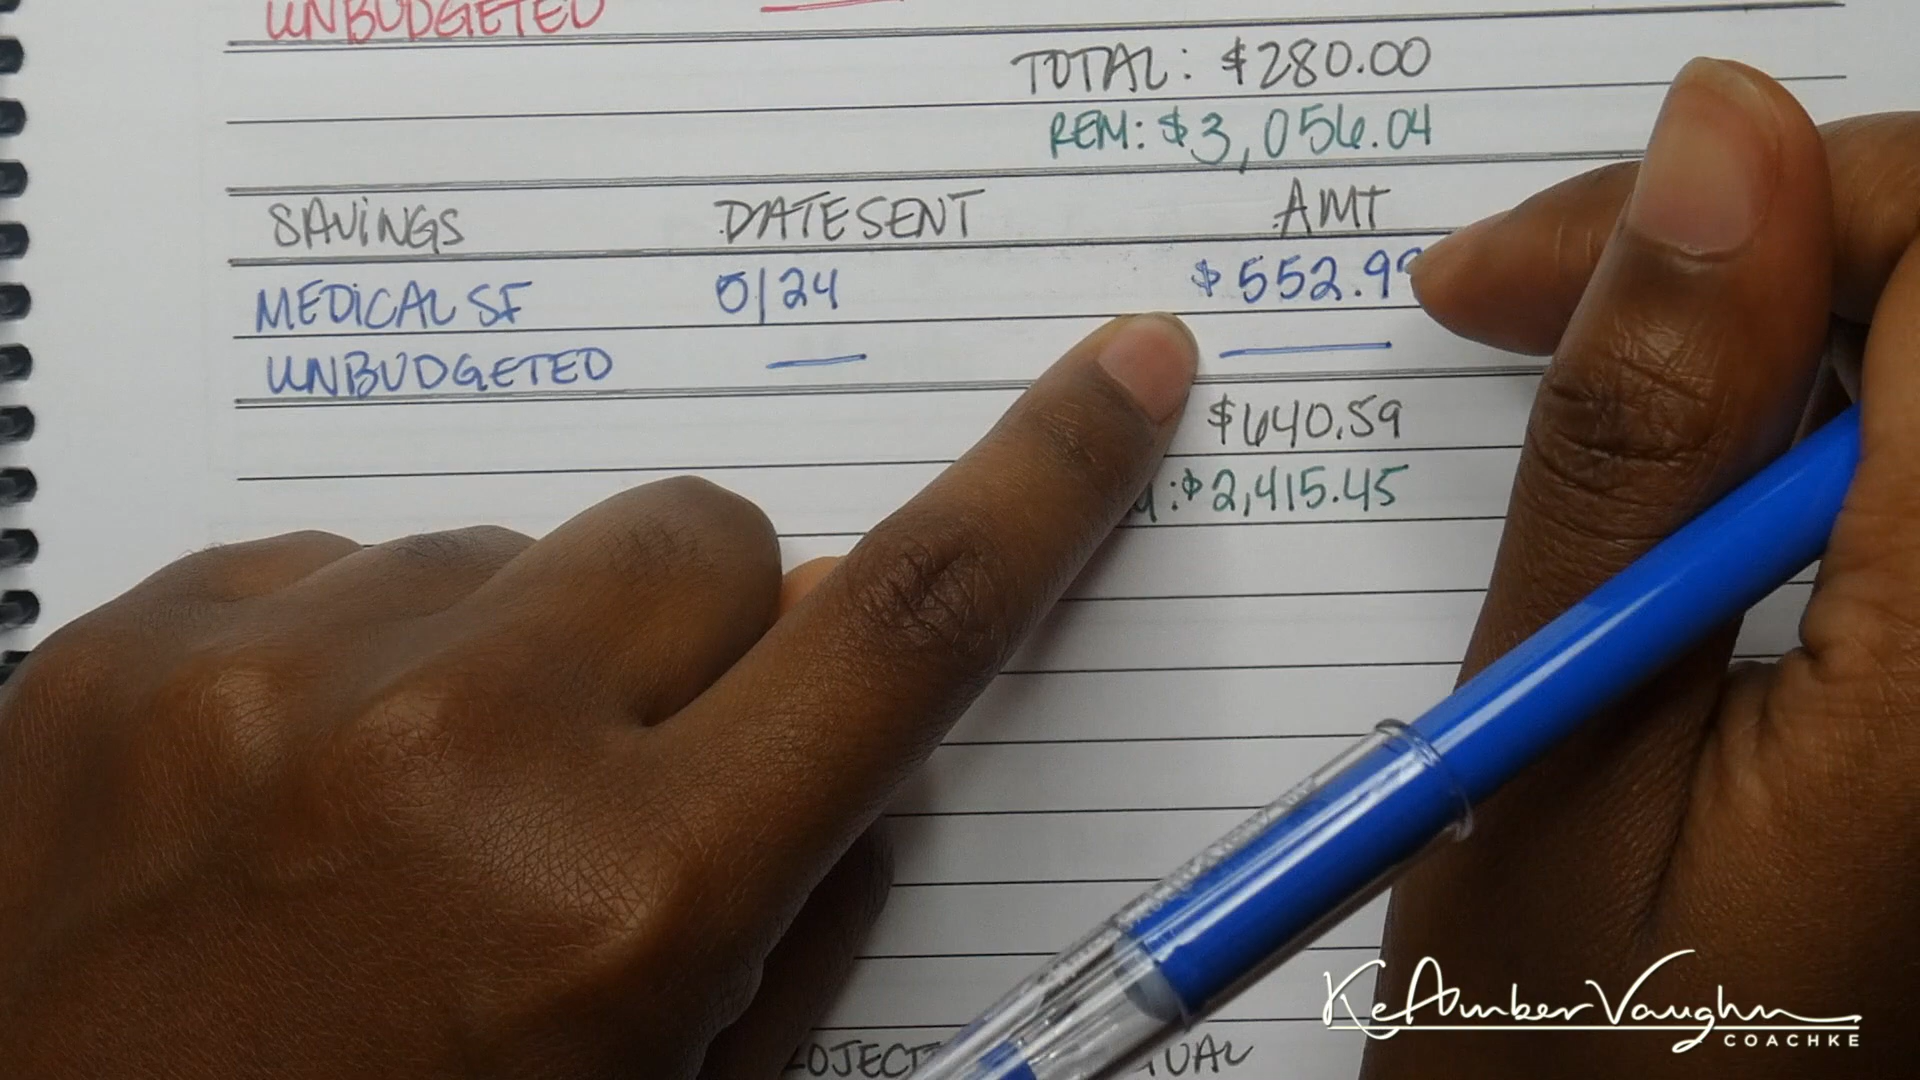 UNBUDGETED
TOTAL: $280.00
REM: $3,056.04
SAVINGS DATE SENT AMT
MEDICAL SF 5/24 $552.9
UNBUDGETED
$640.59
: $2,415.45
KeAmber Vaughn
COACHKE